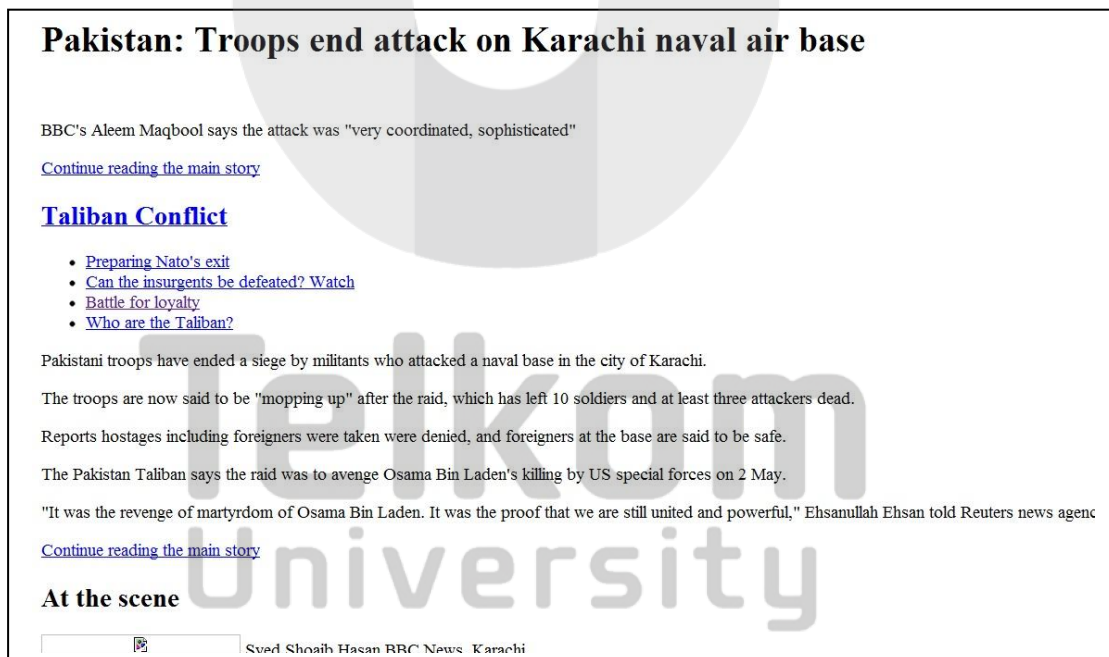 Pakistan: Troops end attack on Karachi naval air base
BBC's Aleem Maqbool says the attack was "very coordinated, sophisticated"
Continue reading the main story
Taliban Conflict
• Preparing Nato's exit
• Can the insurgents be defeated? Watch
• Battle for loyalty
• Who are the Taliban?
Pakistani troops have ended a siege by militants who attacked a naval base in the city of Karachi.
The troops are now said to be "mopping up" after the raid, which has left 10 soldiers and at least three attackers dead.
Reports hostages including foreigners were taken were denied, and foreigners at the base are said to be safe.
The Pakistan Taliban says the raid was to avenge Osama Bin Laden's killing by US special forces on 2 May.
"It was the revenge of martyrdom of Osama Bin Laden. It was the proof that we are still united and powerful," Ehsanullah Ehsan told Reuters news agenc
Continue reading the main story
At the scene
Syed Shoaib Hasan BBC News, Karachi
Telkom
University